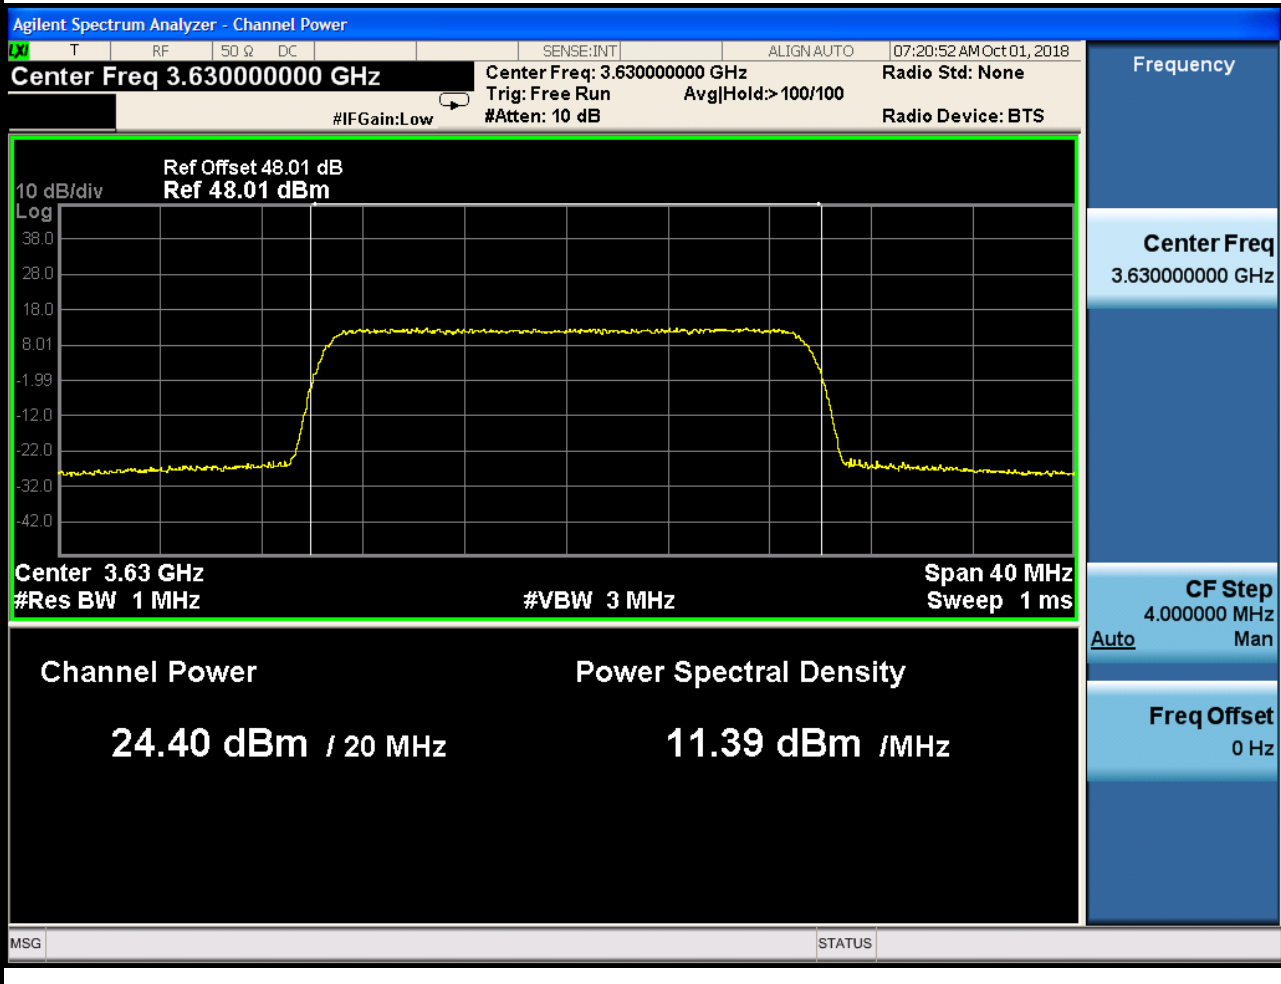 Agilent Spectrum Analyzer - Channel Power
LXI T RF 50 Ω DC SENSE:INT ALIGN AUTO 07:20:52 AM Oct 01, 2018
Center Freq 3.630000000 GHz
Center Freq: 3.630000000 GHz
Radio Std: None
Trig: Free Run Avg|Hold:> 100/100
#IFGain:Low
#Atten: 10 dB
Radio Device: BTS
Ref Offset 48.01 dB
10 dB/div Ref 48.01 dBm
Log
38.0
28.0
18.0
8.01
-1.99
-12.0
-22.0
-32.0
-42.0
Center 3.63 GHz Span 40 MHz
#Res BW 1 MHz #VBW 3 MHz Sweep 1 ms
Channel Power Power Spectral Density
24.40 dBm / 20 MHz 11.39 dBm /MHz
Frequency
Center Freq
3.630000000 GHz
CF Step
4.000000 MHz
Auto Man
Freq Offset
0 Hz
MSG STATUS